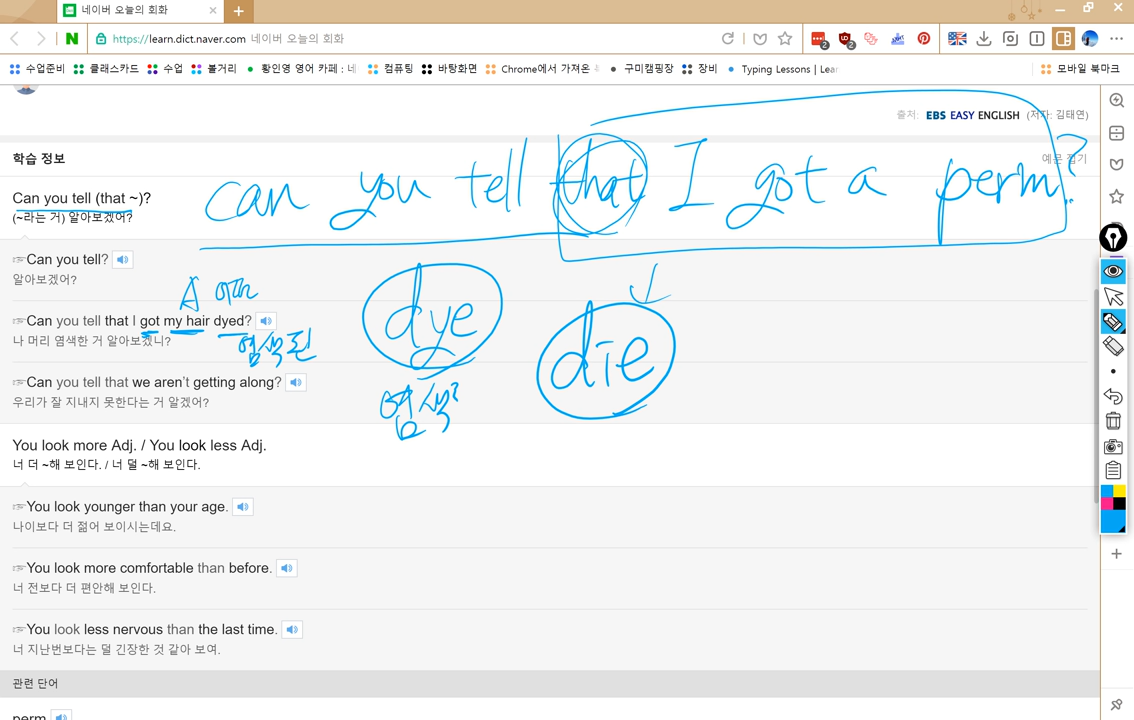 네이버 오늘의 회화
https://learn.dict.naver.com 네이버 오늘의 회화
수업준비 클래스카드 수업 볼거리 황인영 영어 카페 : 네 컴퓨팅 바탕화면 Chrome에서 가져온 구미캠핑장 장비 Typing Lessons | Lear 모바일 북마크
출처: EBS EASY ENGLISH (저자: 김태연)
학습 정보
예문 접기
can you tell that I got a perm?
Can you tell (that ~)?
(~라는 거) 알아보겠어?
☞Can you tell?
알아보겠어?
☞Can you tell that I got my hair dyed?
나 머리 염색한 거 알아보겠니?
염색된
dye
염색
die
☞Can you tell that we aren't getting along?
우리가 잘 지내지 못한다는 거 알겠어?
You look more Adj. / You look less Adj.
너 더 ~해 보인다. / 너 덜 ~해 보인다.
☞You look younger than your age.
나이보다 더 젊어 보이시는데요.
☞You look more comfortable than before.
너 전보다 더 편안해 보인다.
☞You look less nervous than the last time.
너 지난번보다는 덜 긴장한 것 같아 보여.
관련 단어
perm